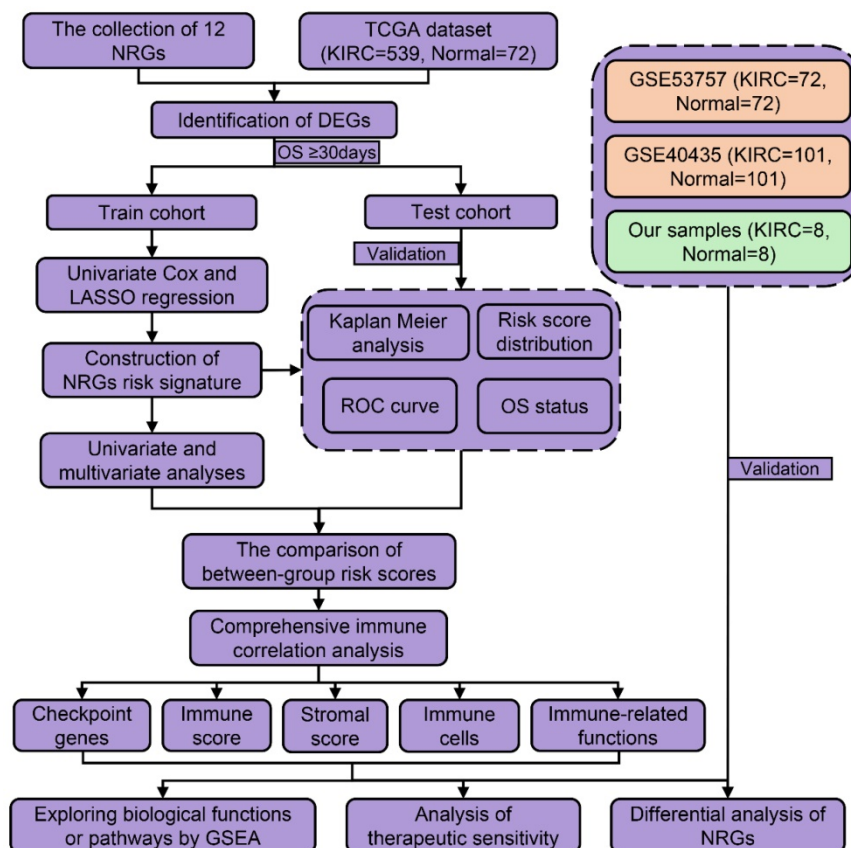 The collection of 12
NRGs
TCGA dataset
(KIRC=539, Normal=72)
Identification of DEGs
OS ≥30days
Train cohort
Test cohort
Validation
Univariate Cox and
LASSO regression
Construction of
NRGs risk signature
Univariate and
multivariate analyses
Kaplan Meier
analysis
Risk score
distribution
ROC curve
OS status
GSE53757 (KIRC=72,
Normal=72)
GSE40435 (KIRC=101,
Normal=101)
Our samples (KIRC=8,
Normal=8)
Validation
The comparison of
between-group risk scores
Comprehensive immune
correlation analysis
Checkpoint
genes
Immune
score
Stromal
score
Immune
cells
Immune-related
functions
Exploring biological functions
or pathways by GSEA
Analysis of
therapeutic sensitivity
Differential analysis of
NRGs